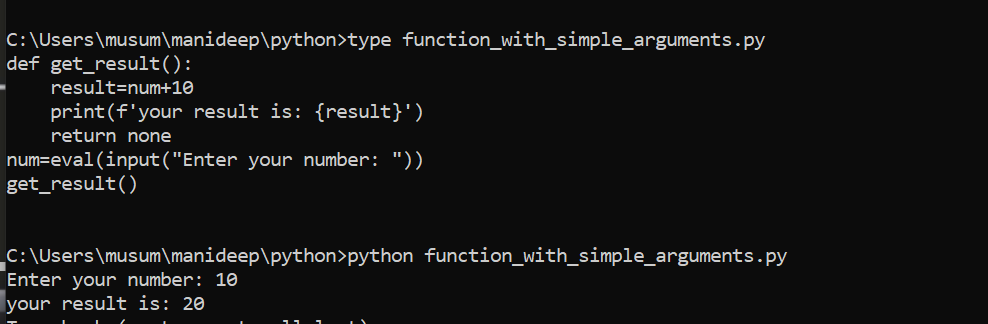 C:\Users\musum\manideep\python>type function_with_simple_arguments.py
def get_result():
    result=num+10
    print(f'your result is: {result}')
    return none
num=eval(input("Enter your number: "))
get_result()
C:\Users\musum\manideep\python>python function_with_simple_arguments.py
Enter your number: 10
your result is: 20